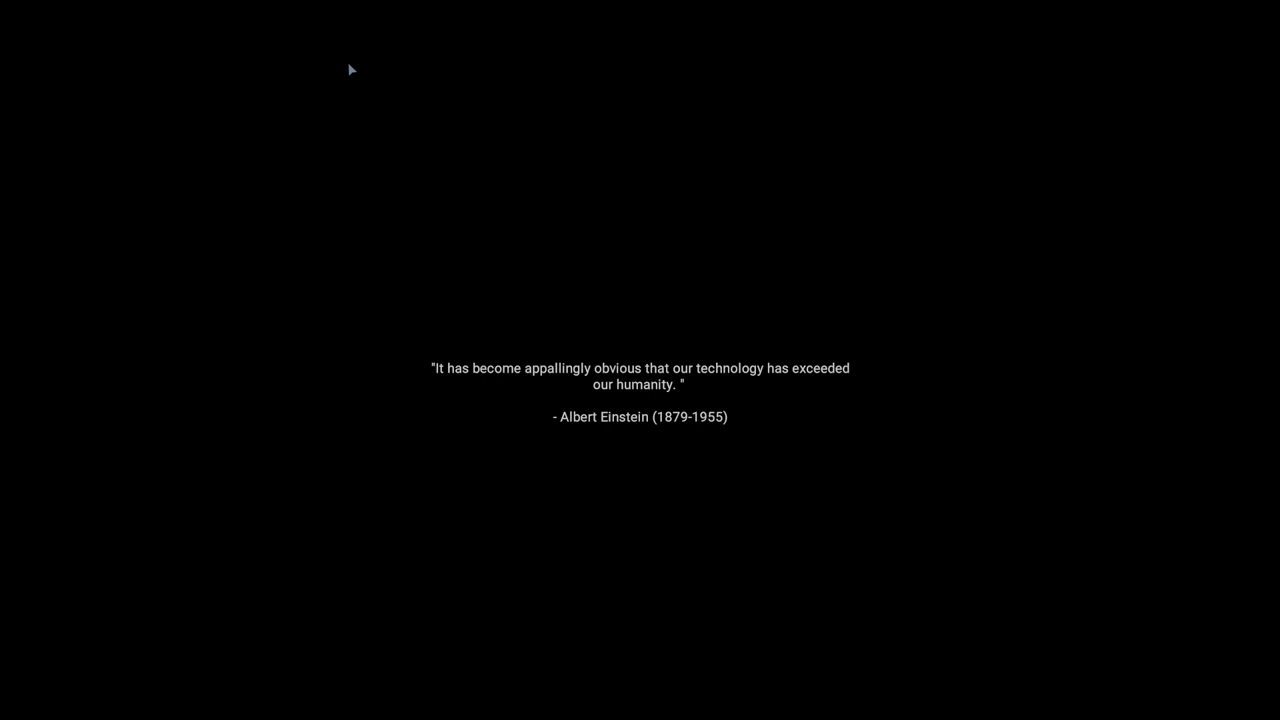 "It has become appallingly obvious that our technology has exceeded
our humanity. "
- Albert Einstein (1879-1955)